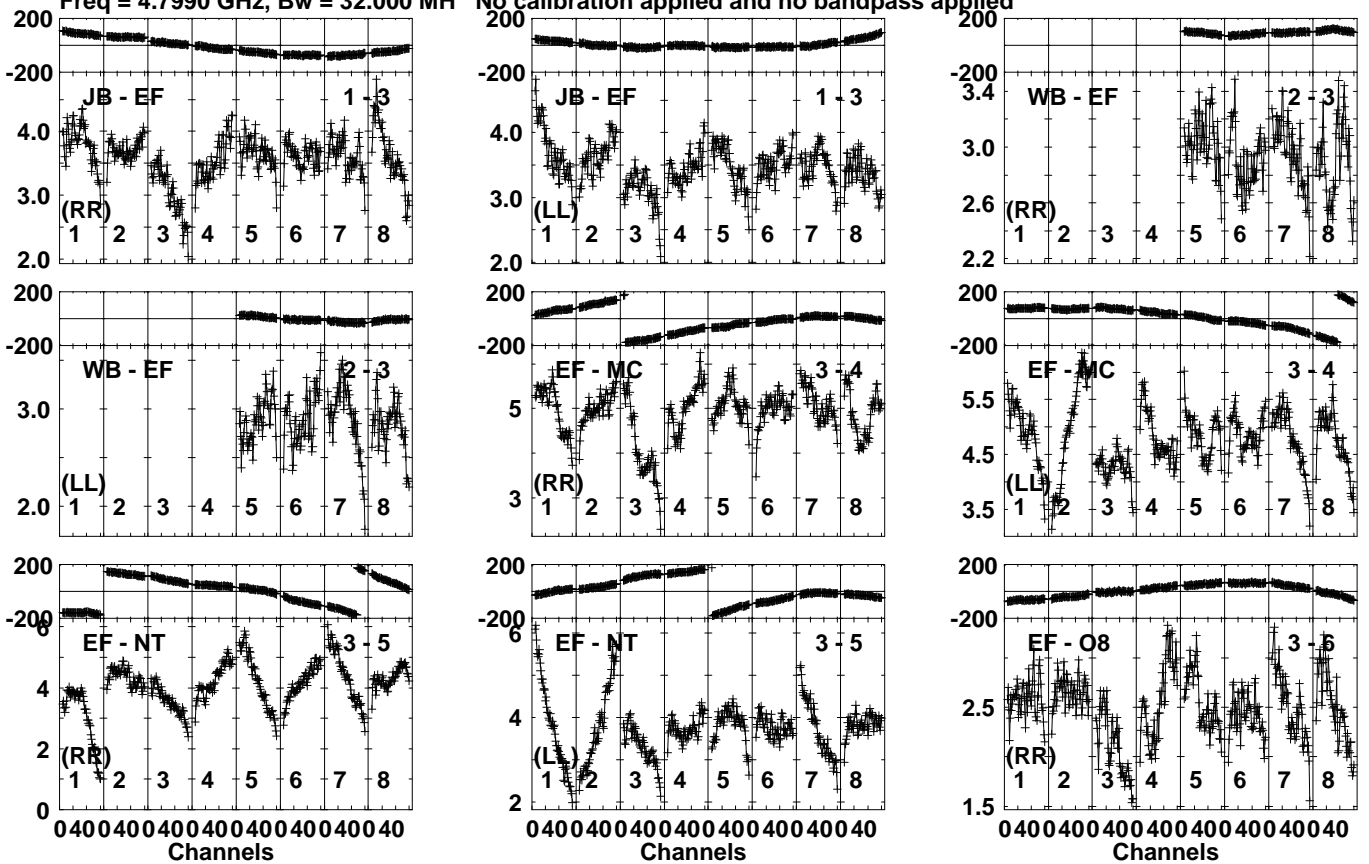 Freq = 4.7990 GHz, Bw = 32.000 MH No calibration applied and no bandpass applied
200 200 200
-200 -200 -200
JB - EF 1 - 3 JB - EF 1 - 3 WB - EF 2 - 3
3.4
4.0 4.0 3.0
3.0 3.0 2.6
(RR) (LL) (RR)
1 2 3 4 5 6 7 8 1 2 3 4 5 6 7 8 1 2 3 4 5 6 7 8
2.0 2.0 2.2
200 200 200
-200 -200 -200
WB - EF 2 - 3 EF - MC 3 - 4 EF - MC 3 - 4
3.0 5 5.5
4.5
(LL) (RR) (LL)
2.0 1 2 3 4 5 6 7 8 3 1 2 3 4 5 6 7 8 3.5 1 2 3 4 5 6 7 8
200 200 200
-200 -200 -200
6 EF - NT 3 - 5 6 EF - NT 3 - 5 EF - O8 3 - 6
4 4 2.5
2
(RR) (LL) (RR)
1 2 3 4 5 6 7 8 1 2 3 4 5 6 7 8 1 2 3 4 5 6 7 8
0 2 1.5
0 40 0 40 0 40 0 40 0 40 0 40 0 40 0 40 0 40 0 40 0 40 0 40 0 40 0 40 0 40 0 40 0 40 0 40 0 40 0 40 0 40 0 40 0 40 0 40
Channels Channels Channels